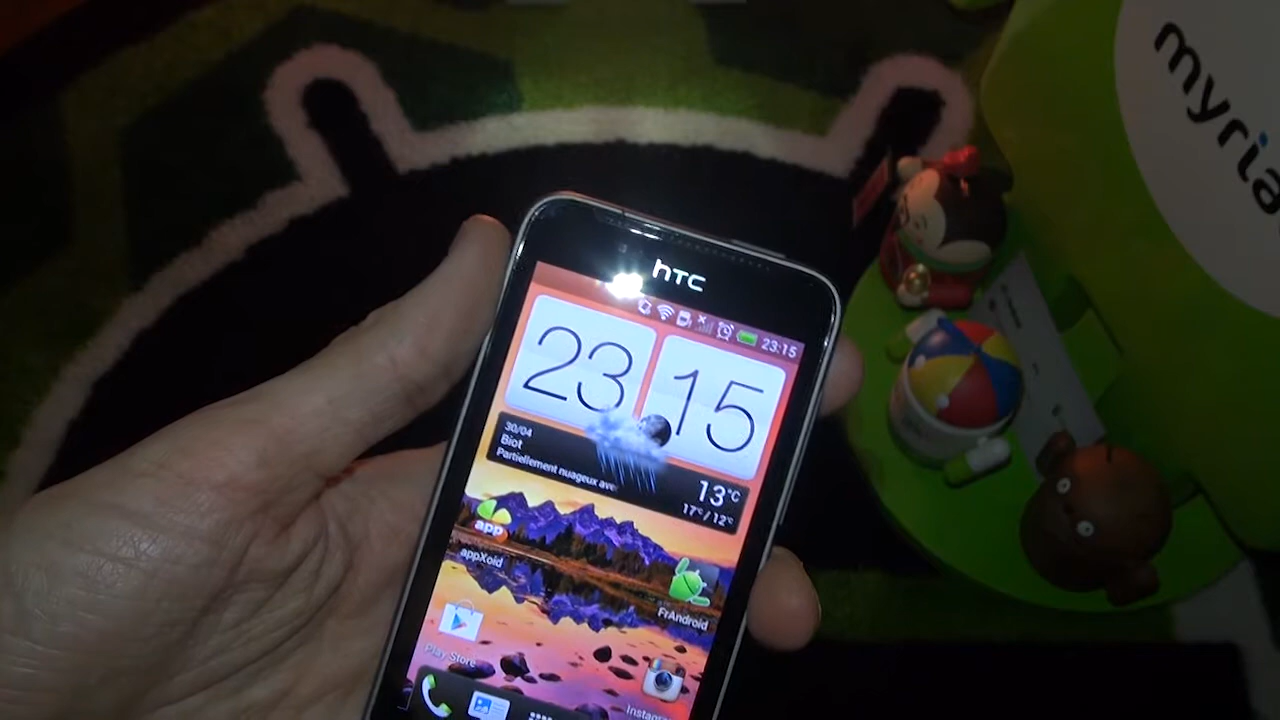 myria
hTC
23:15
23 15
30/04
Biot
Partiellement nuageux ave
13°C
17°/12°C
app
appXoid
FrAndroid
Play Store
Instagr